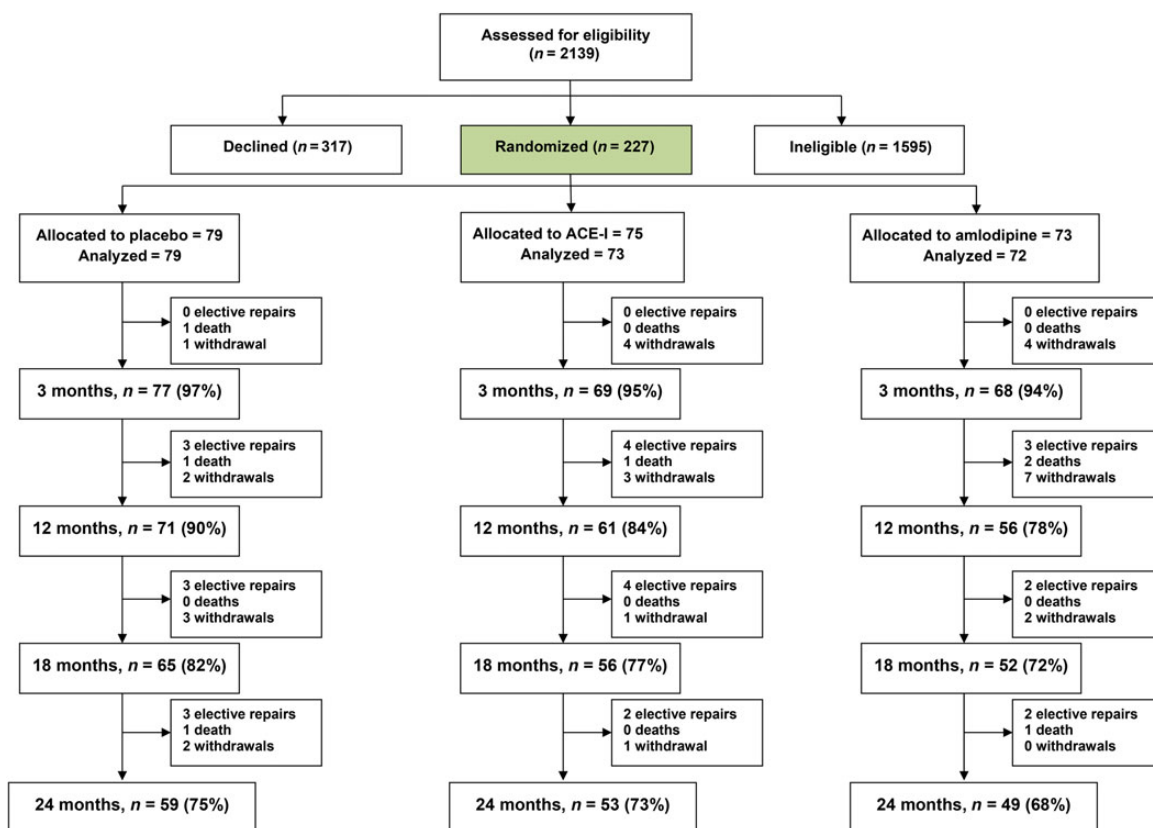 Assessed for eligibility
(n = 2139)
Declined (n = 317)
Randomized (n = 227)
Ineligible (n = 1595)
Allocated to placebo = 79
Analyzed = 79
Allocated to ACE-I = 75
Analyzed = 73
Allocated to amlodipine = 73
Analyzed = 72
0 elective repairs
1 death
1 withdrawal
0 elective repairs
0 deaths
4 withdrawals
0 elective repairs
0 deaths
4 withdrawals
3 months, n = 77 (97%)
3 months, n = 69 (95%)
3 months, n = 68 (94%)
3 elective repairs
1 death
2 withdrawals
4 elective repairs
1 death
3 withdrawals
3 elective repairs
2 deaths
7 withdrawals
12 months, n = 71 (90%)
12 months, n = 61 (84%)
12 months, n = 56 (78%)
3 elective repairs
0 deaths
3 withdrawals
4 elective repairs
0 deaths
1 withdrawal
2 elective repairs
0 deaths
2 withdrawals
18 months, n = 65 (82%)
18 months, n = 56 (77%)
18 months, n = 52 (72%)
3 elective repairs
1 death
2 withdrawals
2 elective repairs
0 deaths
1 withdrawal
2 elective repairs
1 death
0 withdrawals
24 months, n = 59 (75%)
24 months, n = 53 (73%)
24 months, n = 49 (68%)